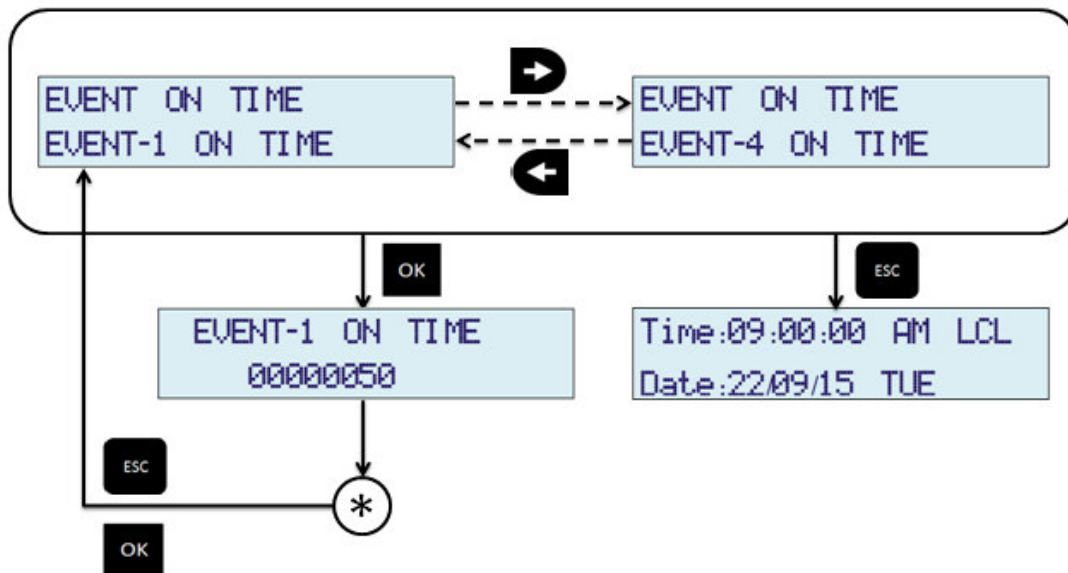 EVENT ON TIME
EVENT-1 ON TIME
EVENT ON TIME
EVENT-4 ON TIME
OK
ESC
EVENT-1 ON TIME
00000050
Time:09:00:00 AM LCL
Date:22/09/15 TUE
ESC
*
OK